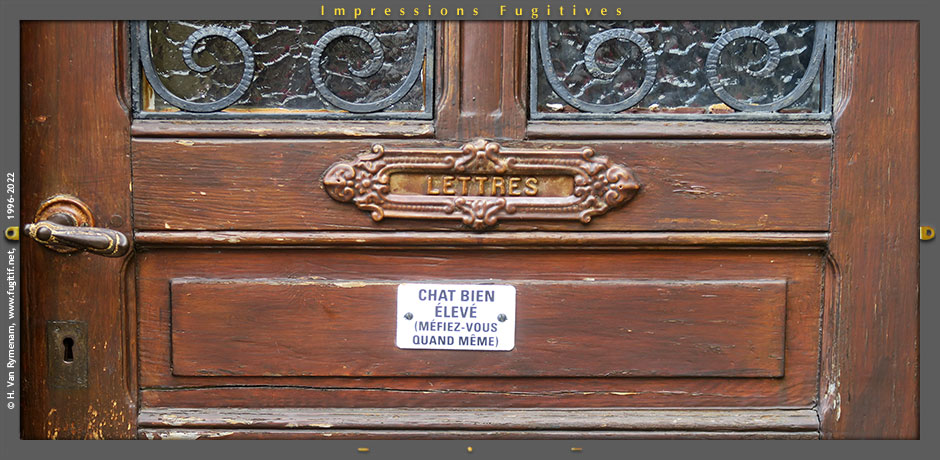 Impressions Fugitives
LETTRES
CHAT BIEN
ÉLEVÉ
(MÉFIEZ-VOUS
QUAND MÊME)
© H. Van Rymenam, www.fugitif.net, 1996-2022